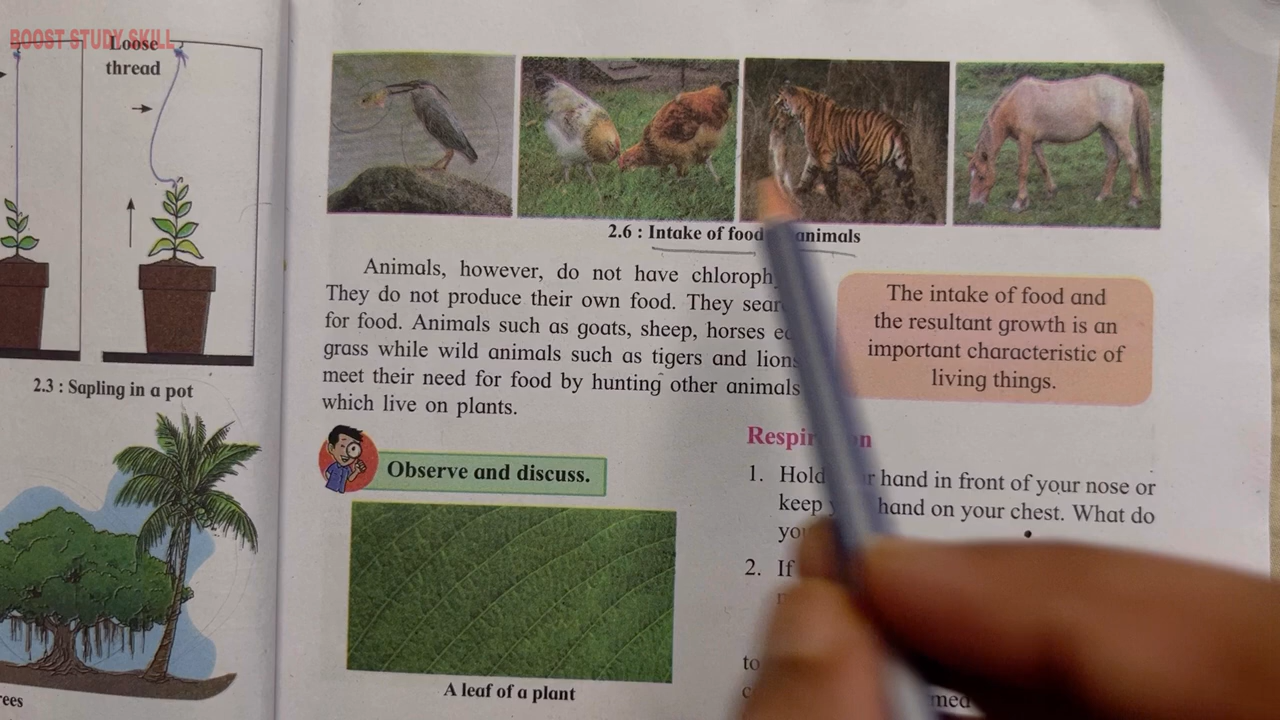 BOOST STUDY SKILL
Loose
thread
2.3 : Sapling in a pot
2.6 : Intake of food animals
Animals, however, do not have
They do not produce their own food. They
for food. Animals such as goats, sheep, horses
grass while wild animals such as tigers and lions
meet their need for food by hunting other animals
which live on plants.
The intake of food and
the resultant growth is an
important characteristic of
living things.
Observe and discuss.
A leaf of a plant
1. Hold hand in front of your nose or
keep hand on your chest. What do
2. If
to